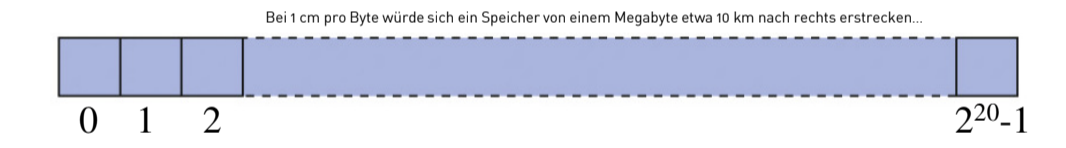 Bei 1 cm pro Byte würde sich ein Speicher von einem Megabyte etwa 10 km nach rechts erstrecken...
0 1 2 2²⁰-1